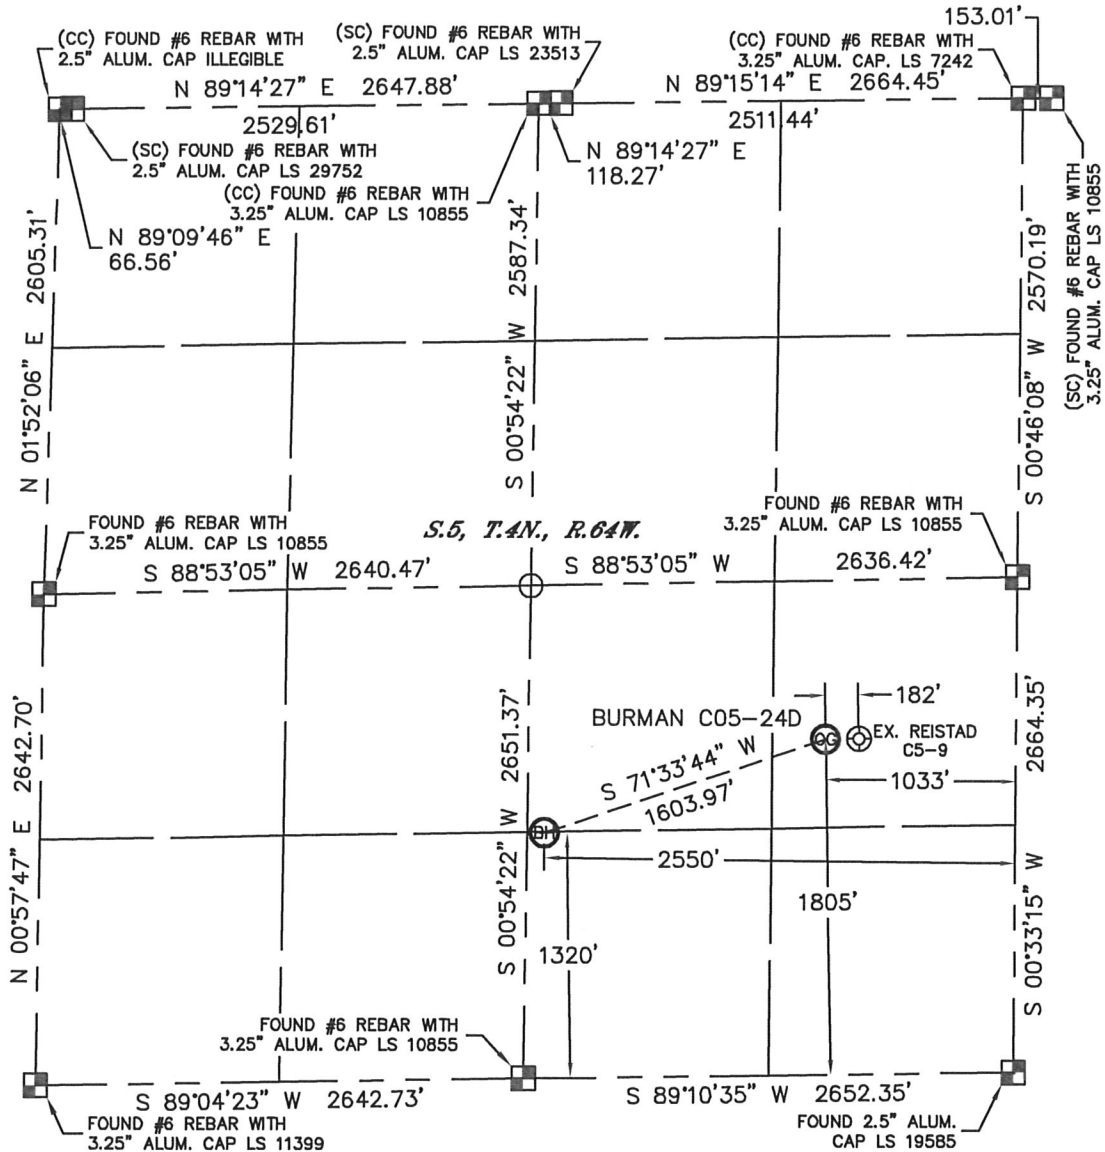 153.01'
(CC) FOUND #6 REBAR WITH
2.5" ALUM. CAP ILLEGIBLE
(SC) FOUND #6 REBAR WITH
2.5" ALUM. CAP LS 23513
(CC) FOUND #6 REBAR WITH
3.25" ALUM. CAP. LS 7242
N 89°14'27" E 2647.88'
N 89°15'14" E 2664.45'
2529.61'
2511.44'
(SC) FOUND #6 REBAR WITH
2.5" ALUM. CAP LS 29752
N 89°14'27" E
118.27'
(CC) FOUND #6 REBAR WITH
3.25" ALUM. CAP LS 10855
(SC) FOUND #6 REBAR WITH
3.25" ALUM. CAP LS 10855
N 89°09'46" E
66.56'
N 01°52'06" E 2605.31'
S 00°54'22" W 2587.34'
S 00°46'08" W 2570.19'
FOUND #6 REBAR WITH
3.25" ALUM. CAP LS 10855
S.5, T.4N., R.64W.
FOUND #6 REBAR WITH
3.25" ALUM. CAP LS 10855
S 88°53'05" W 2640.47'
S 88°53'05" W 2636.42'
182'
BURMAN C05-24D
OG
EX. REISTAD
C5-9
S 71°33'44" W
1603.97'
1033'
N 00°57'47" E 2642.70'
S 00°54'22" W 2651.37'
S 00°33'15" W 2664.35'
BH
2550'
1805'
1320'
FOUND #6 REBAR WITH
3.25" ALUM. CAP LS 10855
S 89°04'23" W 2642.73'
S 89°10'35" W 2652.35'
FOUND #6 REBAR WITH
3.25" ALUM. CAP LS 11399
FOUND 2.5" ALUM.
CAP LS 19585